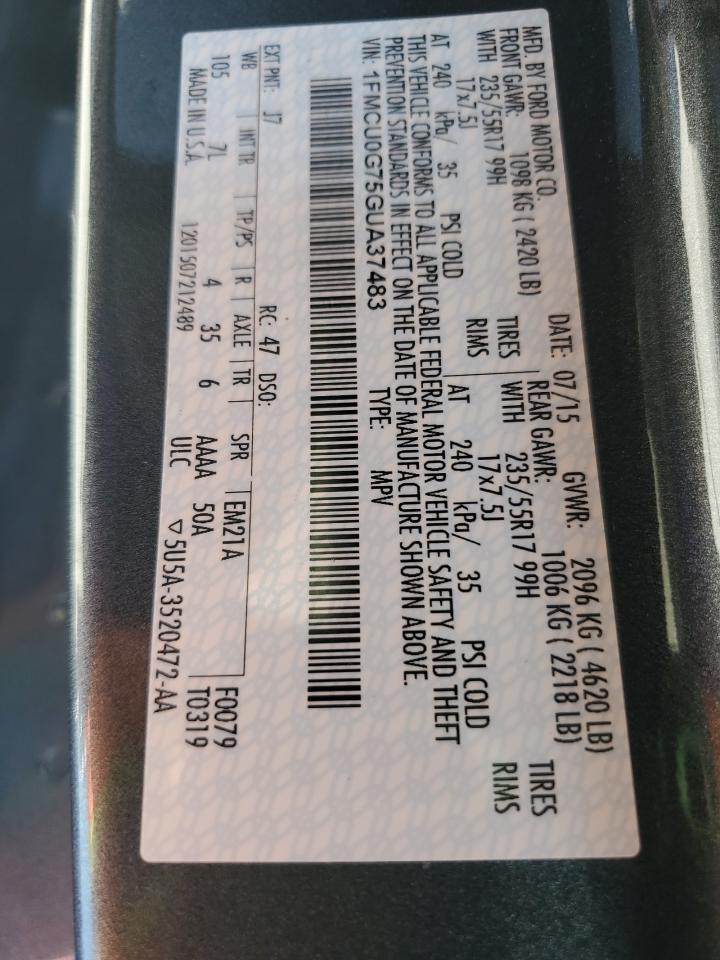 MFD. BY FORD MOTOR CO.
DATE: 07/15 GVWR: 2096 KG ( 4620 LB)
FRONT GAWR: 1098 KG ( 2420 LB) REAR GAWR: 1006 KG ( 2218 LB)
WITH 235/55R17 99H TIRES WITH 235/55R17 99H TIRES
17x7.5J RIMS 17x7.5J RIMS
AT 240 kPa/ 35 PSI COLD AT 240 kPa/ 35 PSI COLD
THIS VEHICLE CONFORMS TO ALL APPLICABLE FEDERAL MOTOR VEHICLE SAFETY AND THEFT
PREVENTION STANDARDS IN EFFECT ON THE DATE OF MANUFACTURE SHOWN ABOVE.
VIN: 1FMCU0G75GUA37483 TYPE: MPV
EXT PNT: J7 RC: 47 DSO:
WB INT TR TP/PS R AXLE TR SPR EM21A F0079
105 7L 4 35 6 AAAA 50A T0319
MADE IN U.S.A. 1201507212489 ULC ▽ 5U5A-3520472-AA